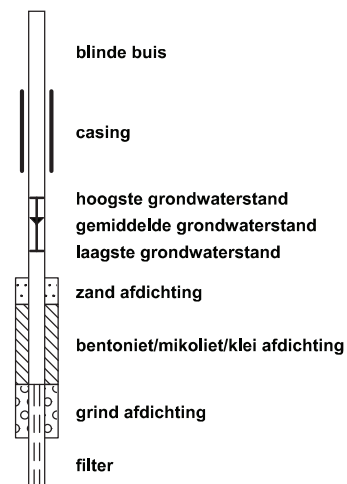 blinde buis
casing
hoogste grondwaterstand
gemiddelde grondwaterstand
laagste grondwaterstand
zand afdichting
bentoniet/mikoliet/klei afdichting
grind afdichting
filter